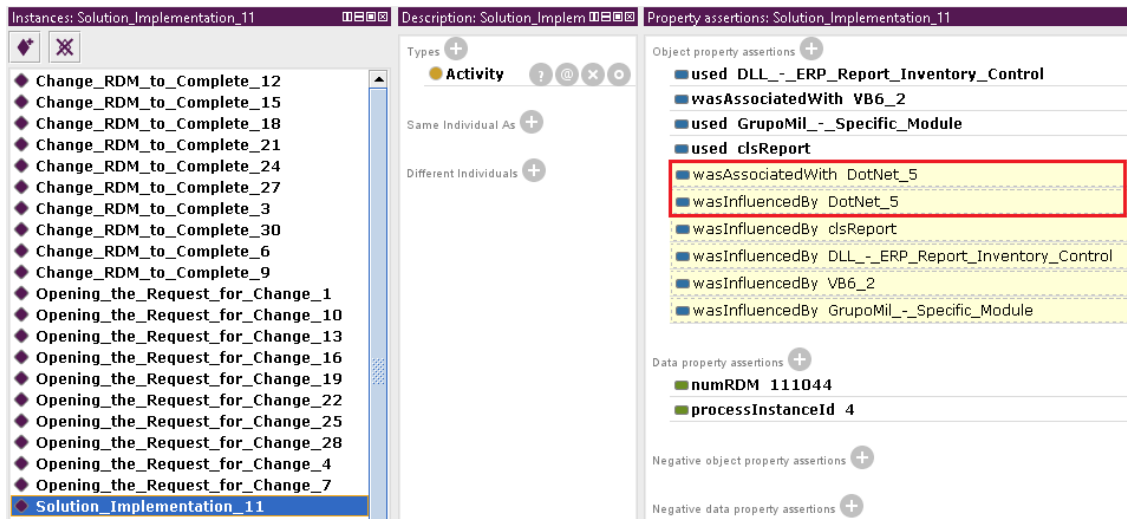 Instances: Solution_Implementation_11
Change_RDM_to_Complete_12
Change_RDM_to_Complete_15
Change_RDM_to_Complete_18
Change_RDM_to_Complete_21
Change_RDM_to_Complete_24
Change_RDM_to_Complete_27
Change_RDM_to_Complete_3
Change_RDM_to_Complete_30
Change_RDM_to_Complete_6
Change_RDM_to_Complete_9
Opening_the_Request_for_Change_1
Opening_the_Request_for_Change_10
Opening_the_Request_for_Change_13
Opening_the_Request_for_Change_16
Opening_the_Request_for_Change_19
Opening_the_Request_for_Change_22
Opening_the_Request_for_Change_25
Opening_the_Request_for_Change_28
Opening_the_Request_for_Change_4
Opening_the_Request_for_Change_7
Solution_Implementation_11
Description: Solution_Implem
Types
Activity ? @
Same Individual As
Different Individuals
Property assertions: Solution_Implementation_11
Object property assertions
used DLL_-_ERP_Report_Inventory_Control
wasAssociatedWith VB6_2
used GrupoMil_-_Specific_Module
used clsReport
wasAssociatedWith DotNet_5
wasInfluencedBy DotNet_5
wasInfluencedBy clsReport
wasInfluencedBy DLL_-_ERP_Report_Inventory_Control
wasInfluencedBy VB6_2
wasInfluencedBy GrupoMil_-_Specific_Module
Data property assertions
numRDM 111044
processInstanceId 4
Negative object property assertions
Negative data property assertions